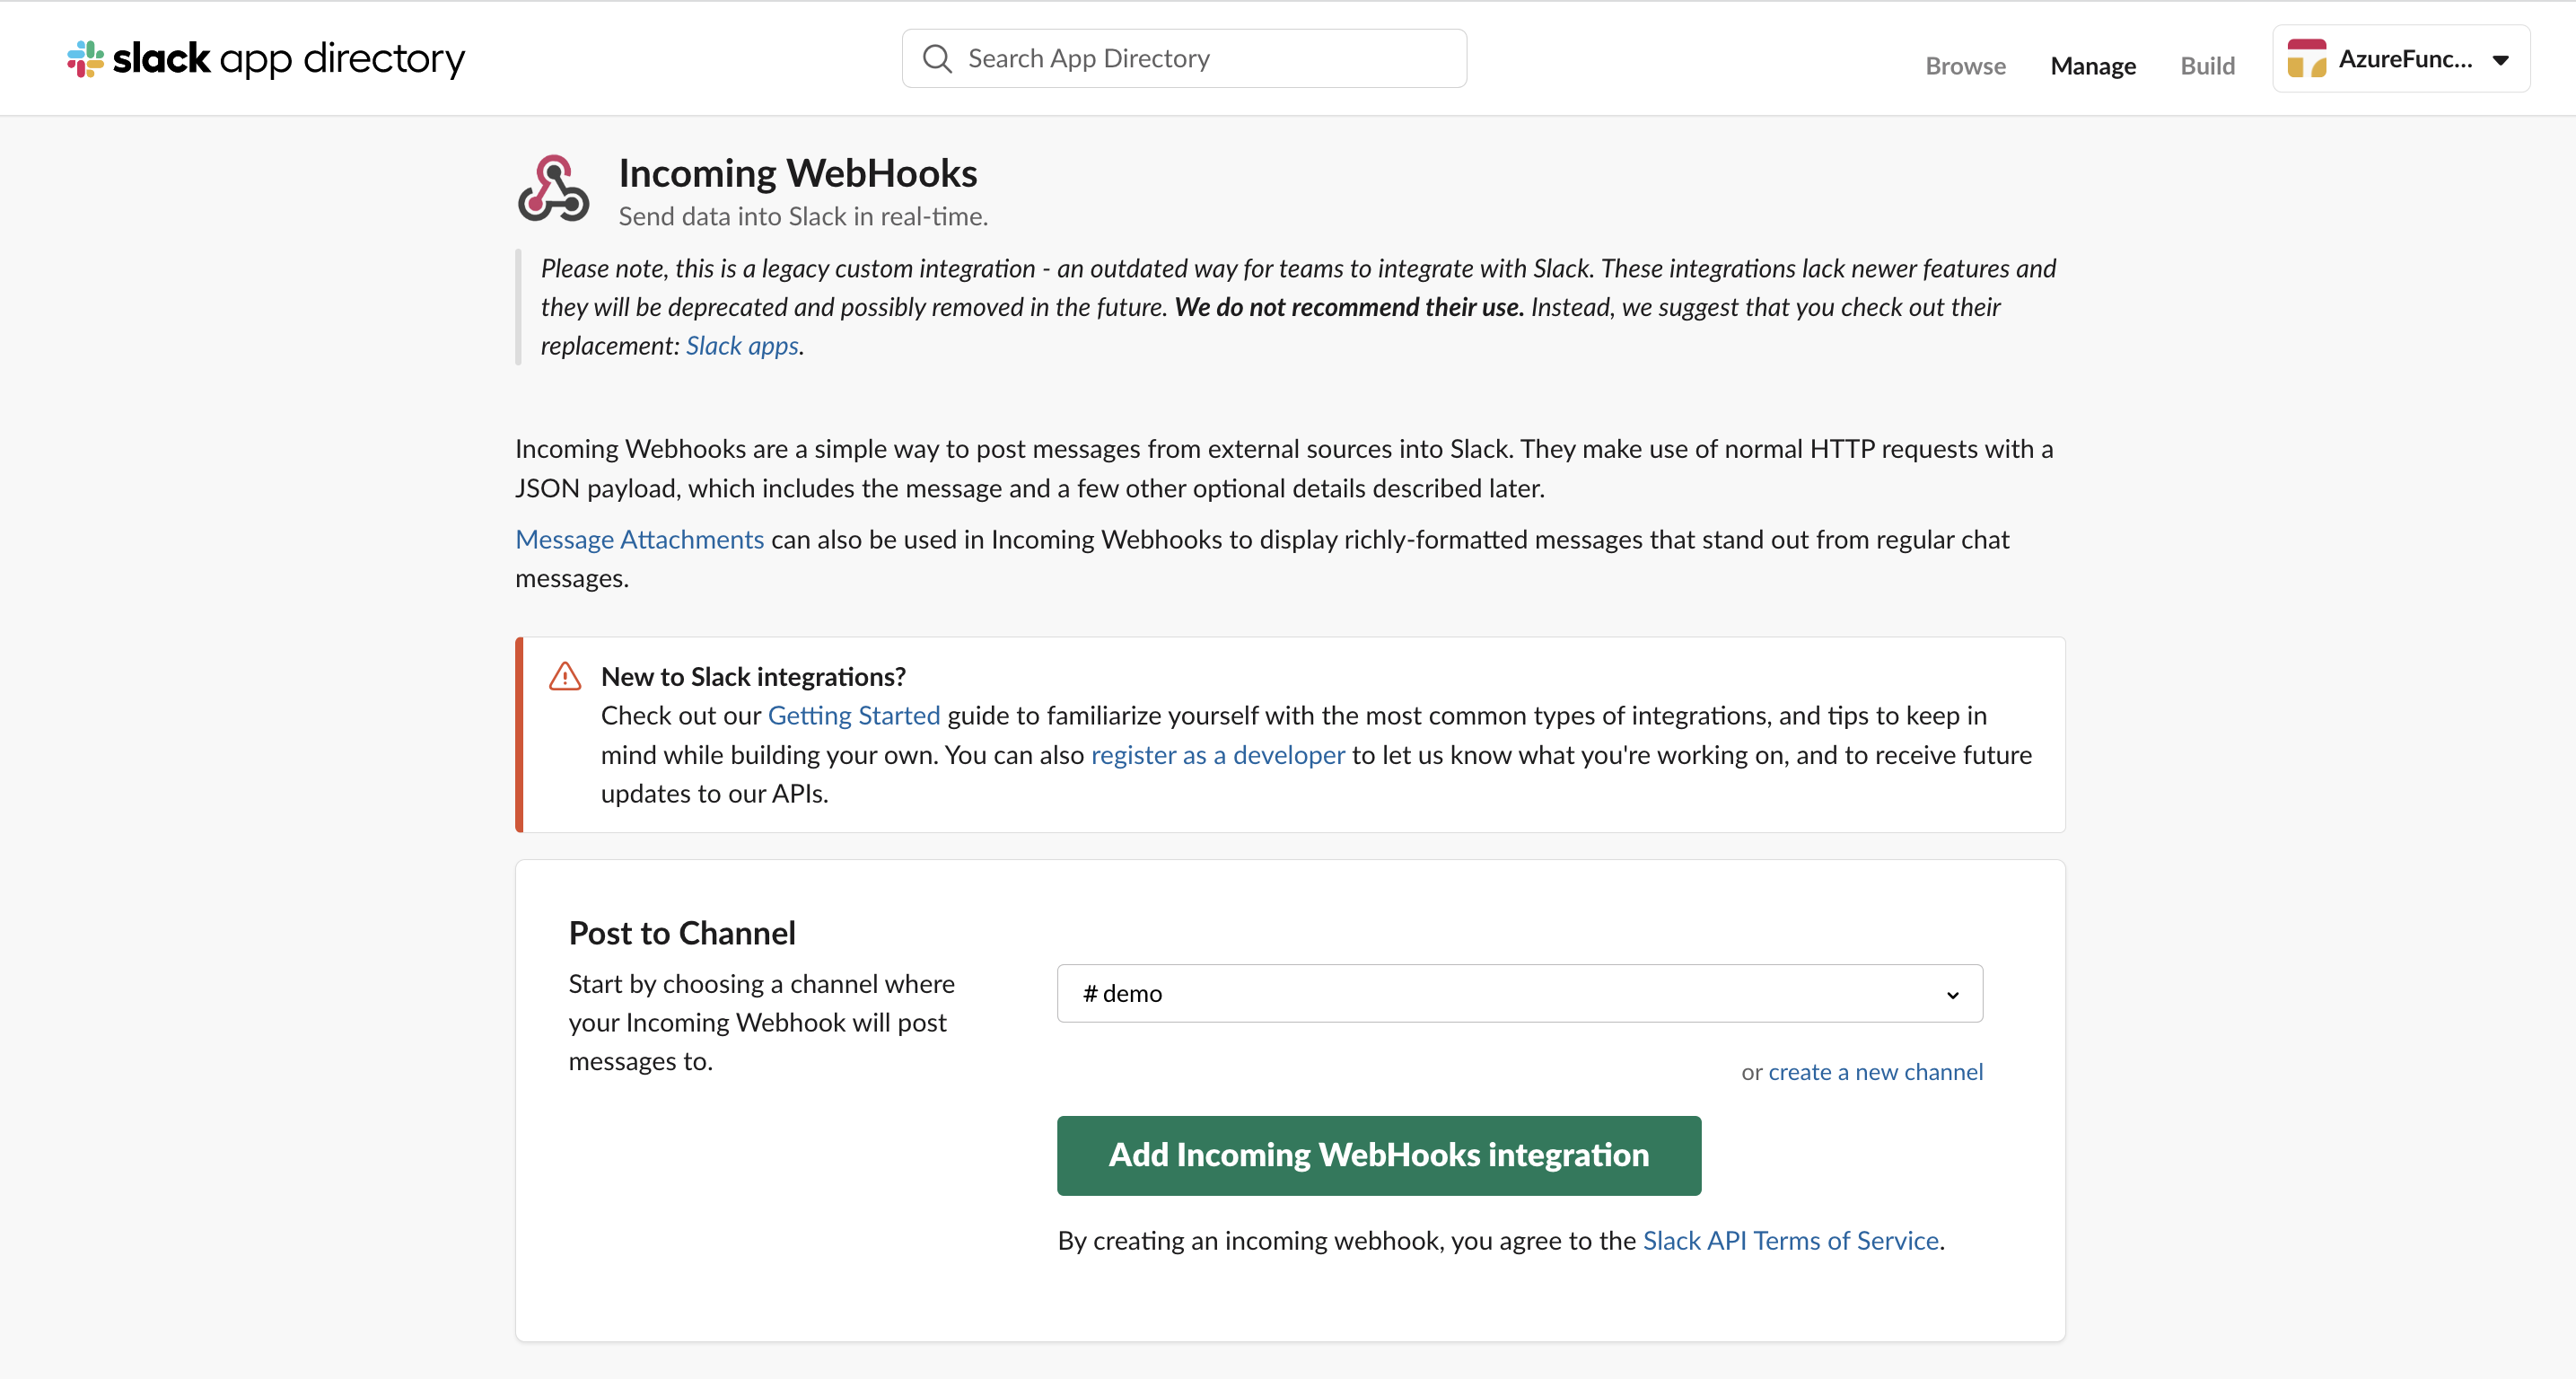 slack app directory
Search App Directory
Browse
Manage
Build
AzureFunc...
Incoming WebHooks
Send data into Slack in real-time.
Please note, this is a legacy custom integration - an outdated way for teams to integrate with Slack. These integrations lack newer features and
they will be deprecated and possibly removed in the future. We do not recommend their use. Instead, we suggest that you check out their
replacement: Slack apps.
Incoming Webhooks are a simple way to post messages from external sources into Slack. They make use of normal HTTP requests with a
JSON payload, which includes the message and a few other optional details described later.
Message Attachments can also be used in Incoming Webhooks to display richly-formatted messages that stand out from regular chat
messages.
New to Slack integrations?
Check out our Getting Started guide to familiarize yourself with the most common types of integrations, and tips to keep in
mind while building your own. You can also register as a developer to let us know what you're working on, and to receive future
updates to our APIs.
Post to Channel
Start by choosing a channel where
your Incoming Webhook will post
messages to.
# demo
or create a new channel
Add Incoming WebHooks integration
By creating an incoming webhook, you agree to the Slack API Terms of Service.